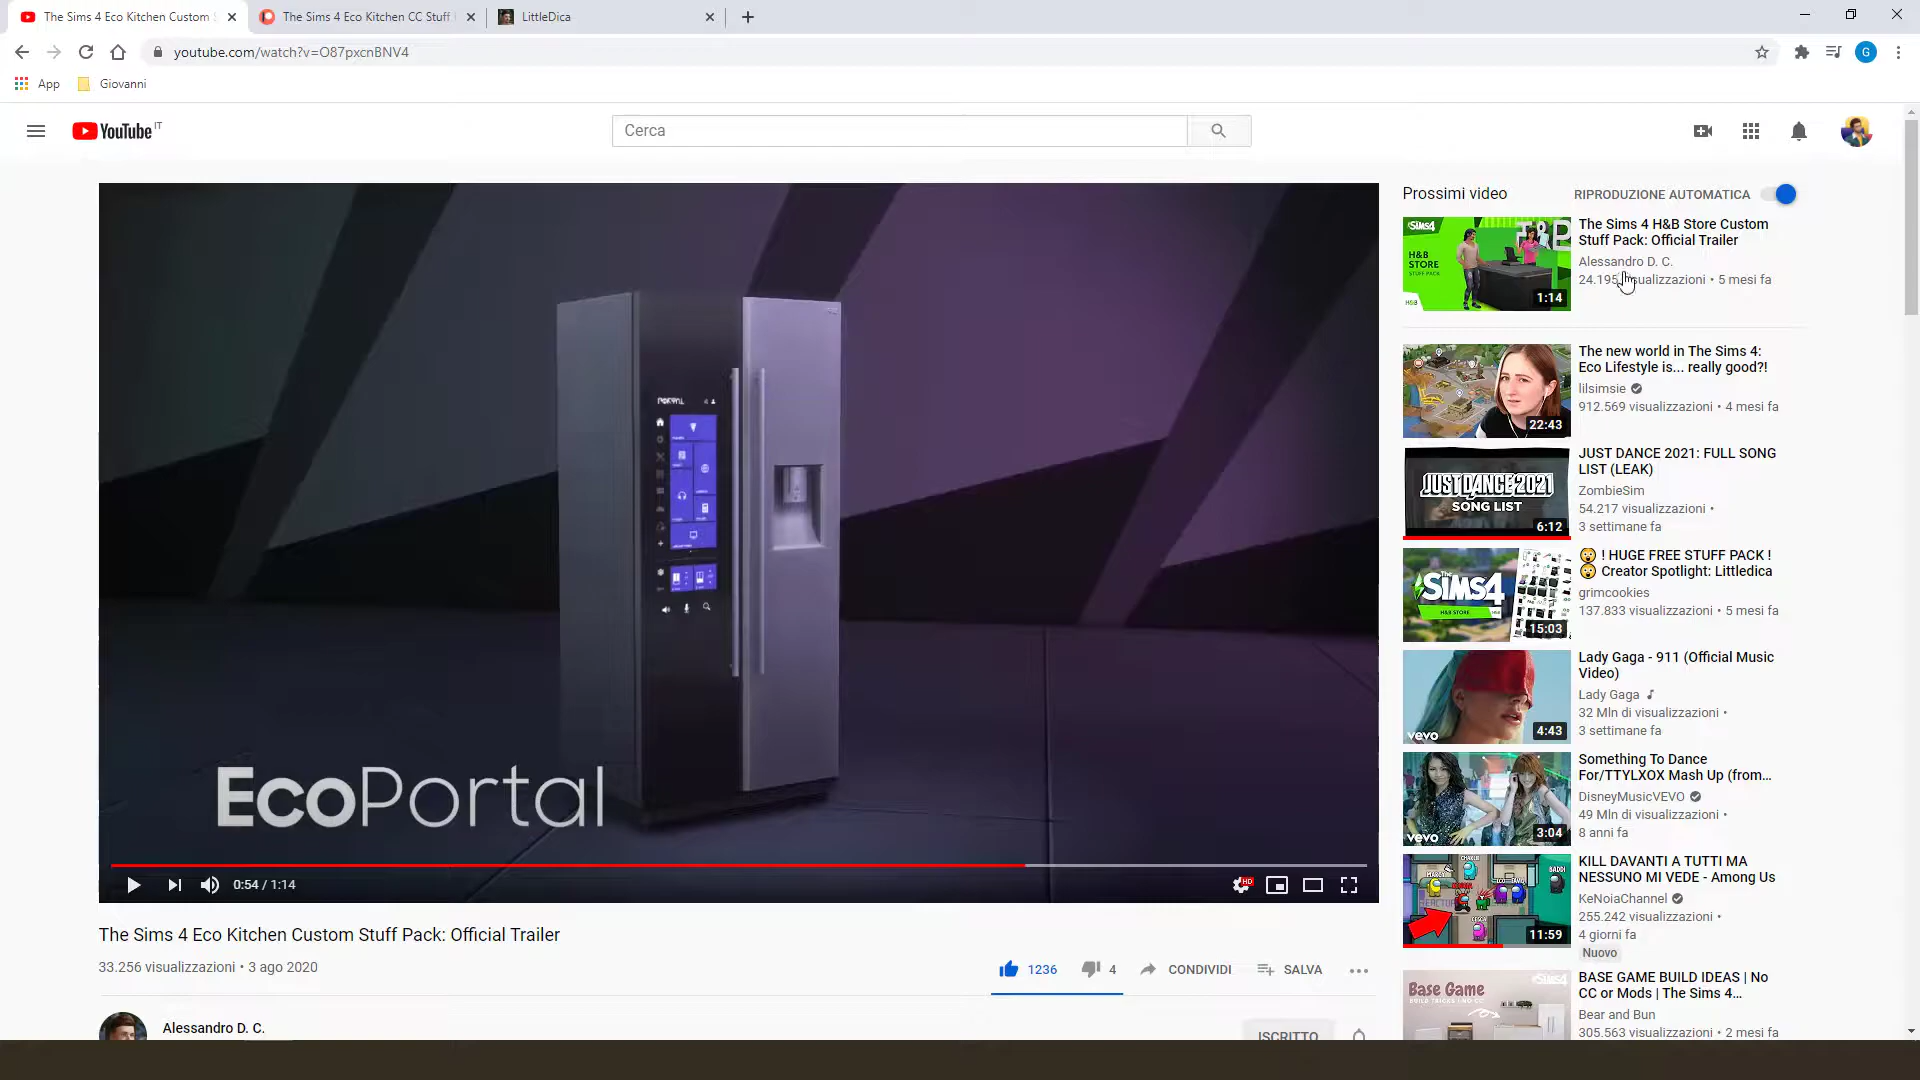 The Sims 4 Eco Kitchen Custom S
The Sims 4 Eco Kitchen CC Stuff
LittleDica
youtube.com/watch?v=O87pxcnBNV4
G
App
Giovanni
YouTube IT
Cerca
EcoPortal
0:54 / 1:14
HD
The Sims 4 Eco Kitchen Custom Stuff Pack: Official Trailer
33.256 visualizzazioni • 3 ago 2020
1236
4
CONDIVIDI
SALVA
Alessandro D. C.
ISCRITTO
Prossimi video
RIPRODUZIONE AUTOMATICA
SIMS4
H&B
STORE
STUFF PACK
H&B
1:14
The Sims 4 H&B Store Custom
Stuff Pack: Official Trailer
Alessandro D. C.
24.195 visualizzazioni • 5 mesi fa
22:43
The new world in The Sims 4:
Eco Lifestyle is... really good?!
lilsimsie
912.569 visualizzazioni • 4 mesi fa
JUST DANCE 2021
SONG LIST
6:12
JUST DANCE 2021: FULL SONG
LIST (LEAK)
ZombieSim
54.217 visualizzazioni •
3 settimane fa
The SIMS4
H&B STORE
15:03
! HUGE FREE STUFF PACK !
Creator Spotlight: Littledica
grimcookies
137.833 visualizzazioni • 5 mesi fa
vevo
4:43
Lady Gaga - 911 (Official Music
Video)
Lady Gaga
32 Mln di visualizzazioni •
3 settimane fa
vevo
3:04
Something To Dance
For/TTYLXOX Mash Up (from...
DisneyMusicVEVO
49 Mln di visualizzazioni •
8 anni fa
11:59
KILL DAVANTI A TUTTI MA
NESSUNO MI VEDE - Among Us
KeNoiaChannel
255.242 visualizzazioni •
4 giorni fa
Nuovo
Base Game
BUILD TRICKS | NO CC
SIMS4
BASE GAME BUILD IDEAS | No
CC or Mods | The Sims 4...
Bear and Bun
305.563 visualizzazioni • 2 mesi fa